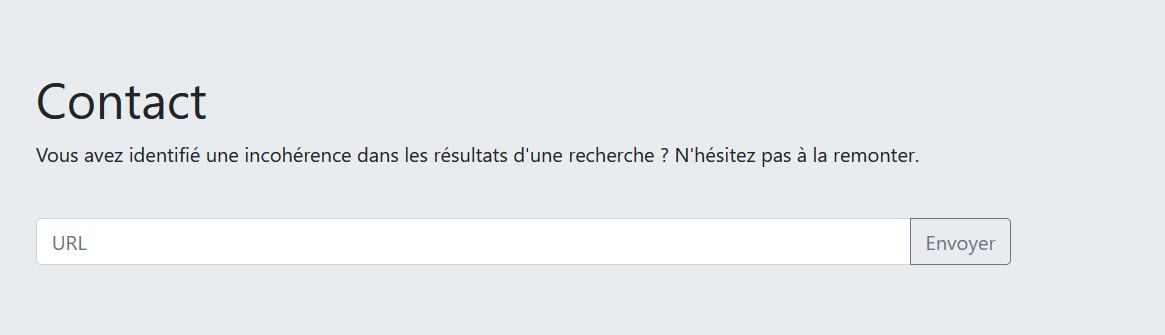 Contact
Vous avez identifié une incohérence dans les résultats d'une recherche ? N'hésitez pas à la remonter.
URL
Envoyer